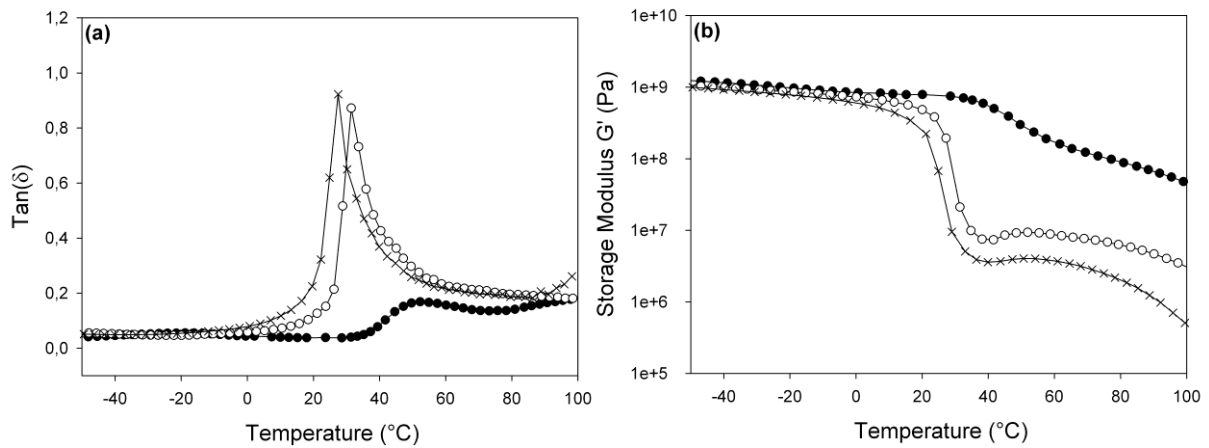 (a)
1,2
1,0
0,8
0,6
0,4
0,2
0,0
Tan(δ)
-40 -20 0 20 40 60 80 100
Temperature (°C)
(b)
1e+10
1e+9
1e+8
1e+7
1e+6
1e+5
Storage Modulus G' (Pa)
-40 -20 0 20 40 60 80 100
Temperature (°C)